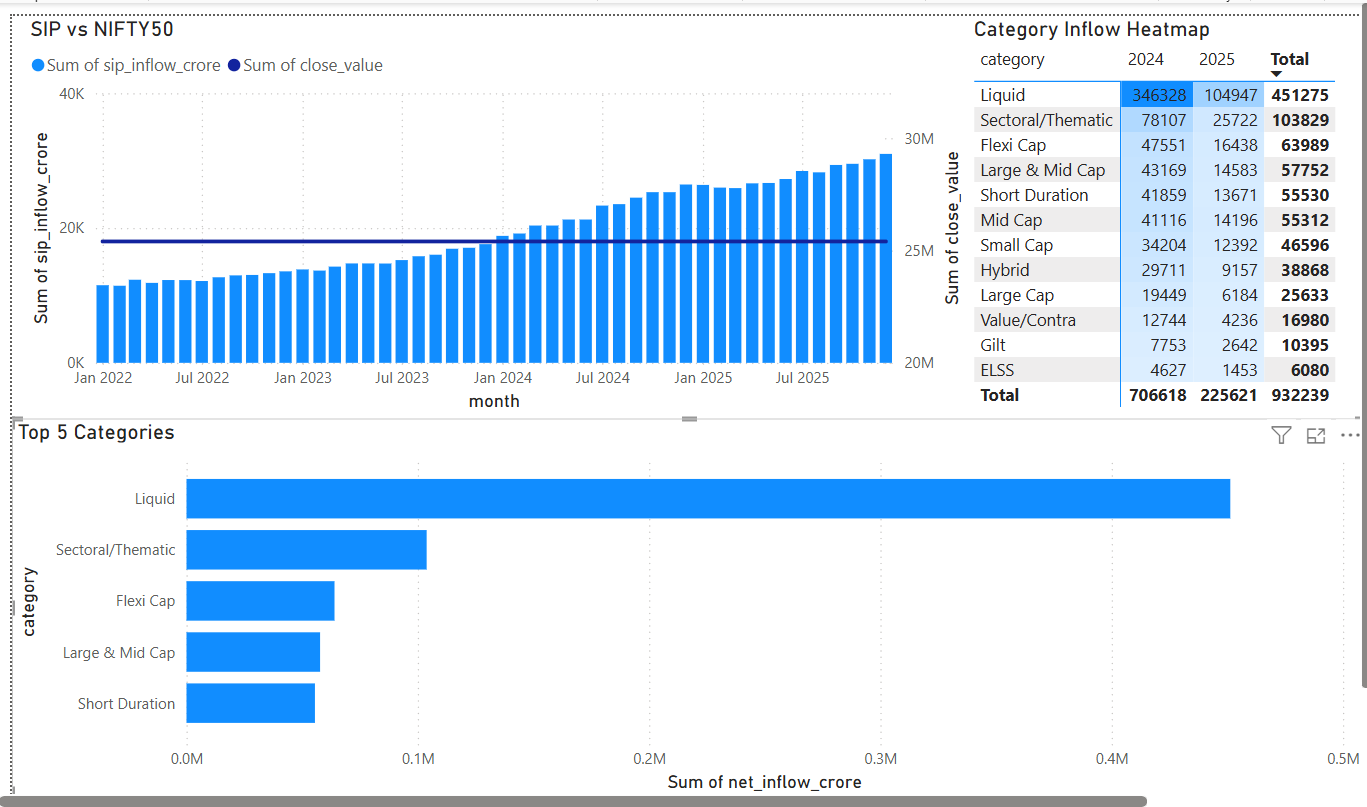 SIP vs NIFTY50
Sum of sip_inflow_crore Sum of close_value
Sum of sip_inflow_crore
40K
20K
0K
30M
25M
20M
Sum of close_value
Jan 2022 Jul 2022 Jan 2023 Jul 2023 Jan 2024 Jul 2024 Jan 2025 Jul 2025
month
Category Inflow Heatmap
category 2024 2025 Total
Liquid 346328 104947 451275
Sectoral/Thematic 78107 25722 103829
Flexi Cap 47551 16438 63989
Large & Mid Cap 43169 14583 57752
Short Duration 41859 13671 55530
Mid Cap 41116 14196 55312
Small Cap 34204 12392 46596
Hybrid 29711 9157 38868
Large Cap 19449 6184 25633
Value/Contra 12744 4236 16980
Gilt 7753 2642 10395
ELSS 4627 1453 6080
Total 706618 225621 932239
Top 5 Categories
category
Liquid
Sectoral/Thematic
Flexi Cap
Large & Mid Cap
Short Duration
0.0M 0.1M 0.2M 0.3M 0.4M 0.5M
Sum of net_inflow_crore